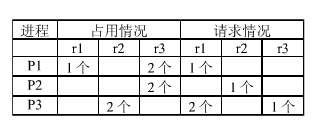 进程 占用情况 请求情况
r1 r2 r3 r1 r2 r3
P1 1个 2个 1个
P2 2个 1个
P3 2个 2个 1个